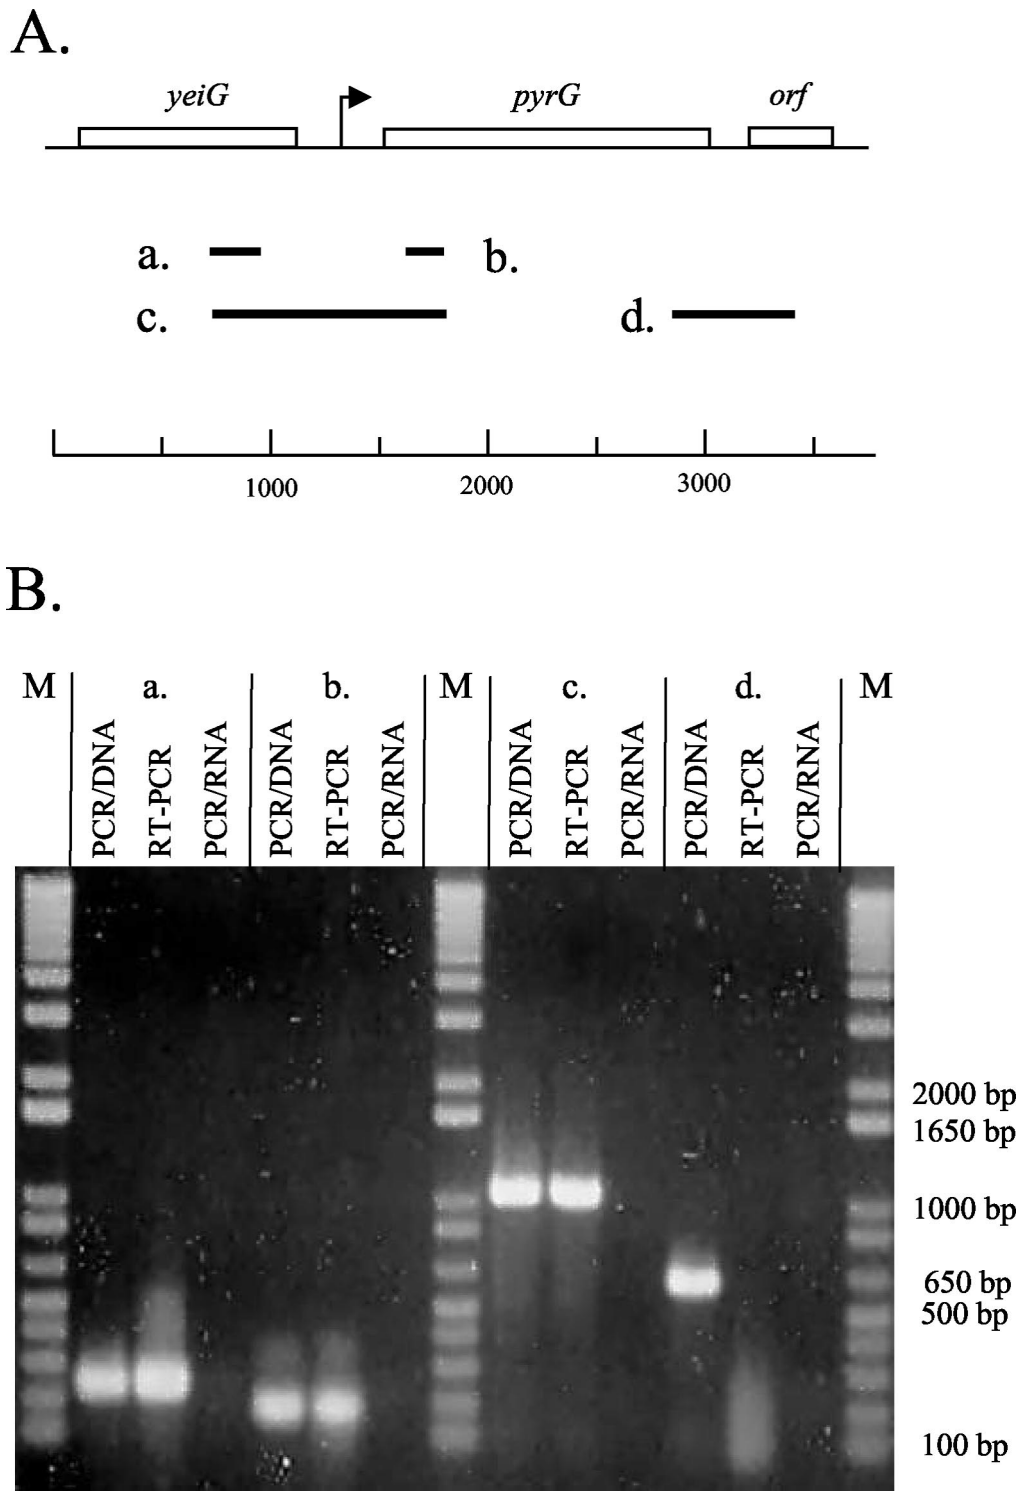 A.
yeiG pyrG orf
a. b.
c. d.
1000 2000 3000
B.
M a. b. M c. d. M
PCR/DNA RT-PCR PCR/RNA PCR/DNA RT-PCR PCR/RNA PCR/DNA RT-PCR PCR/RNA PCR/DNA RT-PCR PCR/RNA
2000 bp
1650 bp
1000 bp
650 bp
500 bp
100 bp